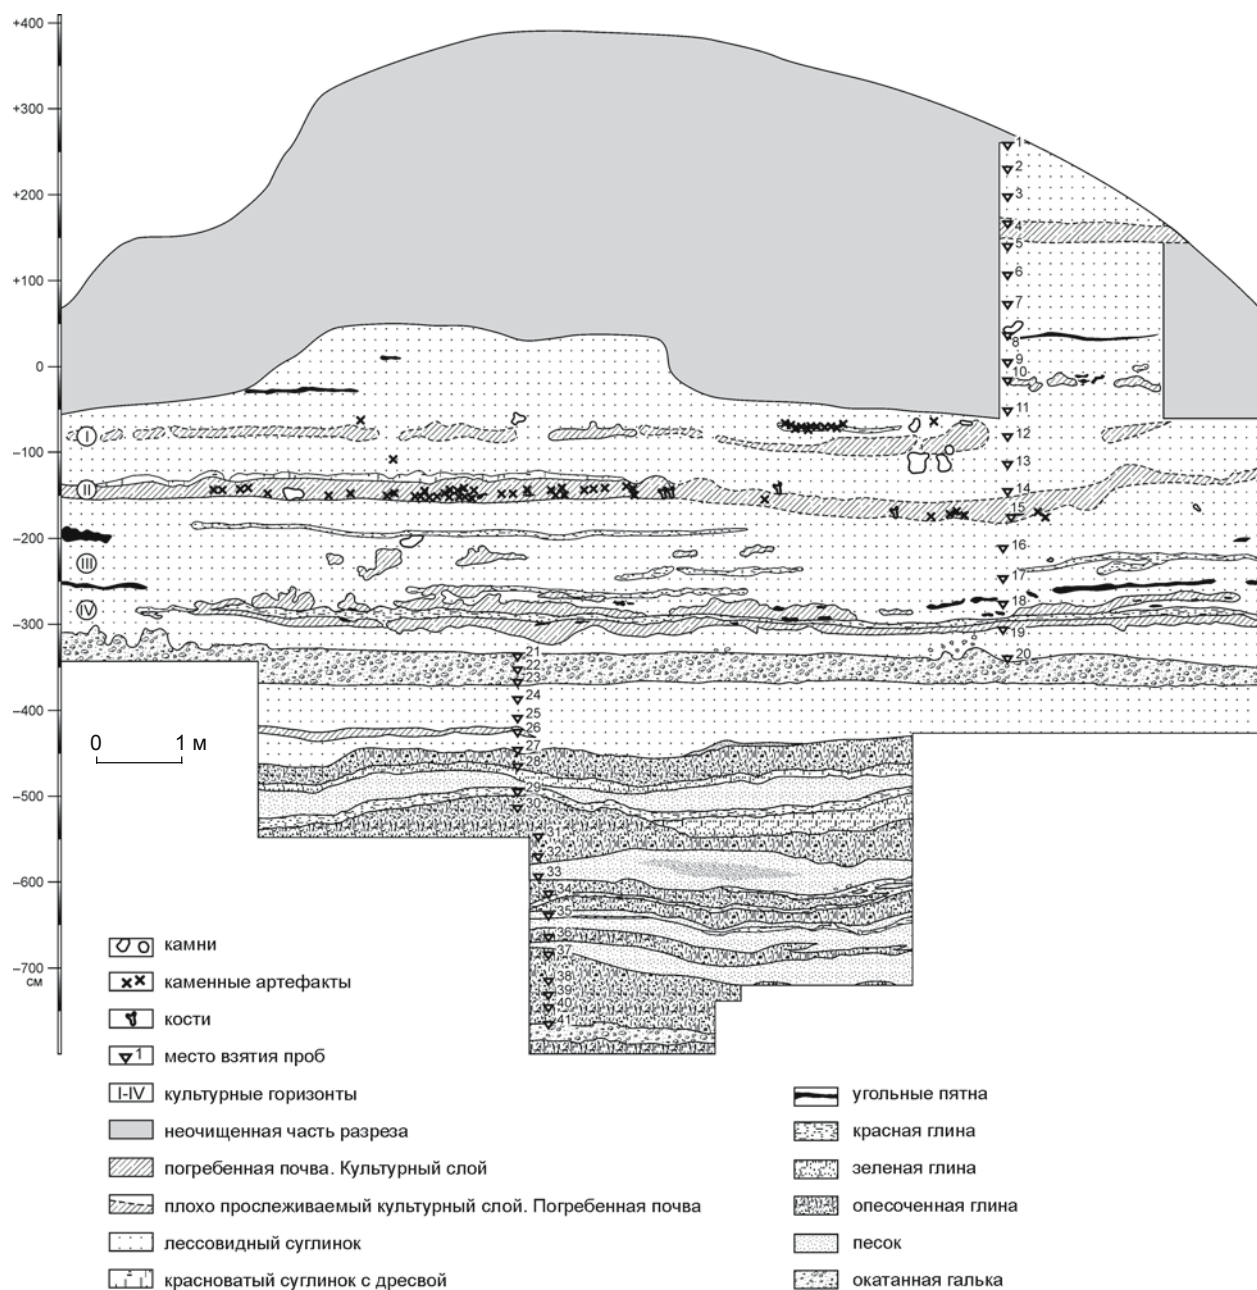 +400
+300
+200
+100
0
–100
–200
–300
–400
–500
–600
–700
см
I
II
III
IV
1
2
3
4
5
6
7
8
9
10
11
12
13
14
15
16
17
18
19
20
21
22
23
24
25
26
27
28
29
30
31
32
33
34
35
36
37
38
39
40
41
0 1 м
камни
каменные артефакты
кости
1 место взятия проб
I-IV культурные горизонты
неочищенная часть разреза
погребенная почва. Культурный слой
плохо прослеживаемый культурный слой. Погребенная почва
лессовидный суглинок
красноватый суглинок с дресвой
угольные пятна
красная глина
зеленая глина
опесоченная глина
песок
окатанная галька